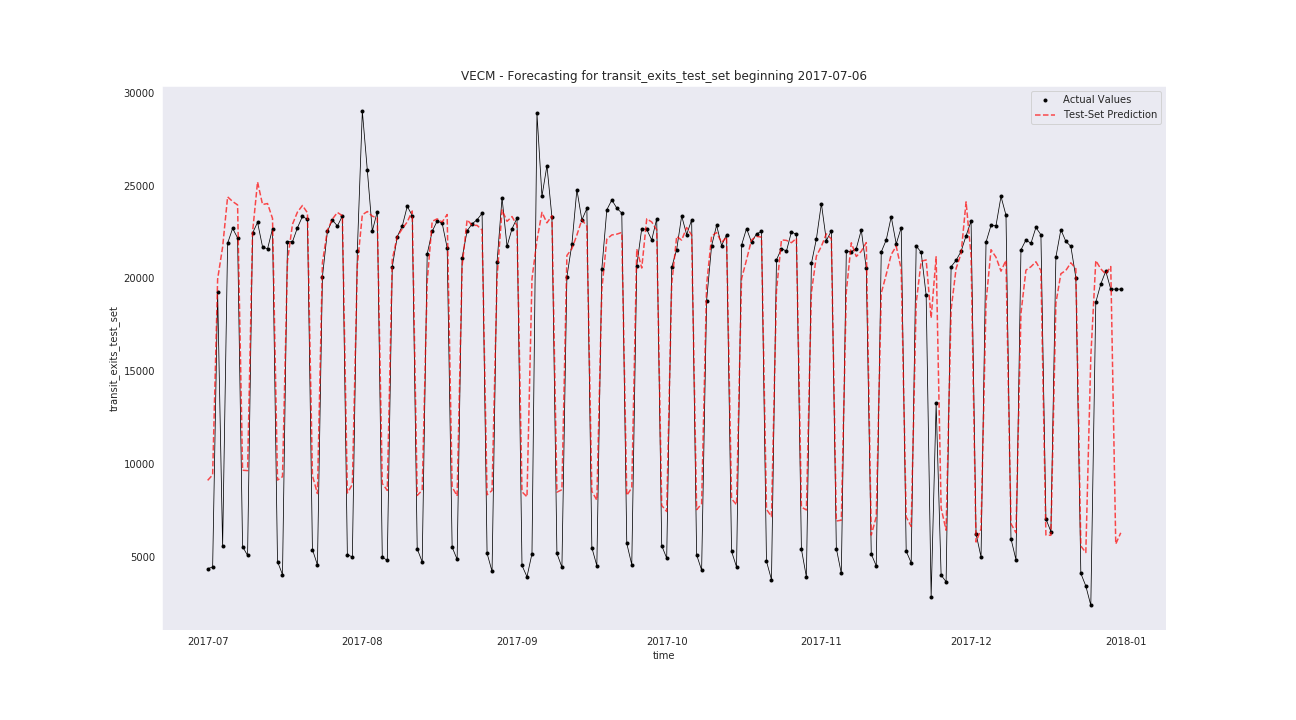 VECM - Forecasting for transit_exits_test_set beginning 2017-07-06
Actual Values
Test-Set Prediction
30000
25000
20000
15000
10000
5000
transit_exits_test_set
2017-07
2017-08
2017-09
2017-10
2017-11
2017-12
2018-01
time